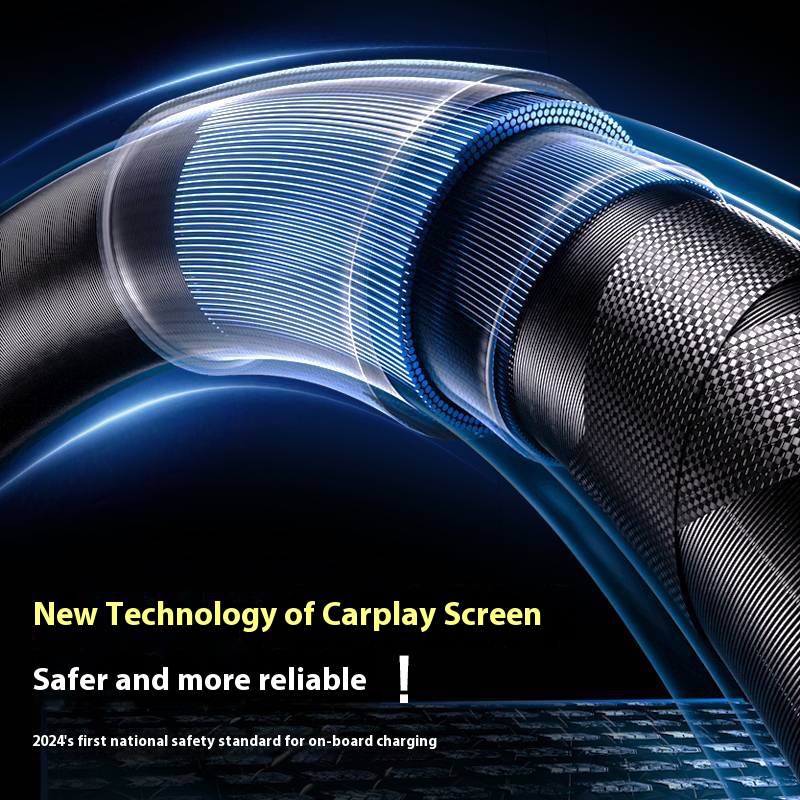 New Technology of Carplay Screen
Safer and more reliable !
2024's first national safety standard for on-board charging